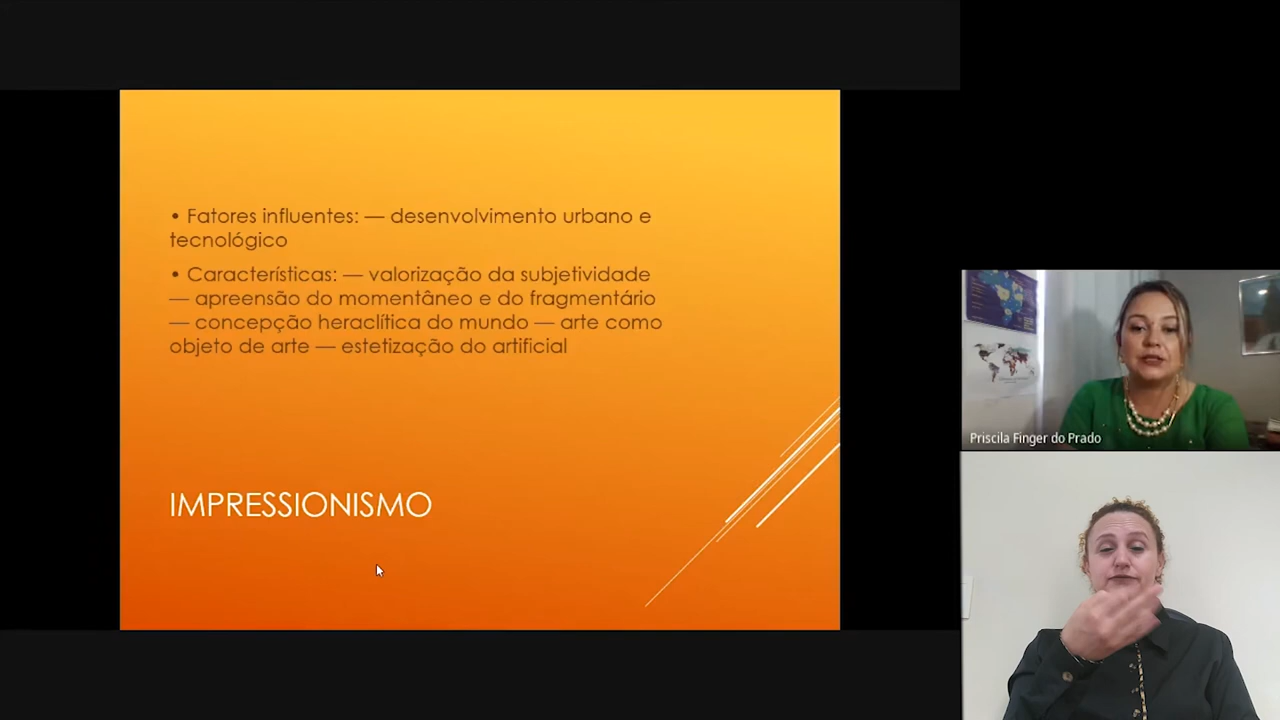 • Fatores influentes: — desenvolvimento urbano e
tecnológico
• Características: — valorização da subjetividade
— apreensão do momentâneo e do fragmentário
— concepção heraclítica do mundo — arte como
objeto de arte — estetização do artificial
IMPRESSIONISMO
Priscila Finger do Prado